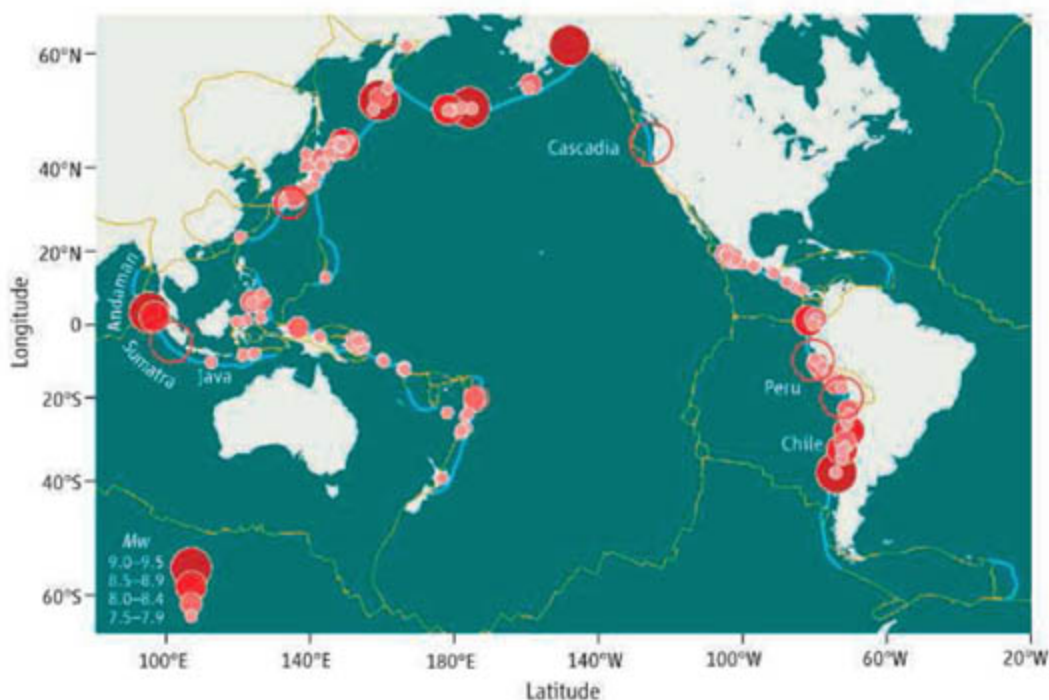 60°N
40°N
20°N
0
20°S
40°S
60°S
Longitude
Cascadia
Andaman
Sumatra
Java
Peru
Chile
Mw
9.0–9.5
8.5–8.9
8.0–8.4
7.5–7.9
100°E
140°E
180°E
140°W
100°W
60°W
20°W
Latitude